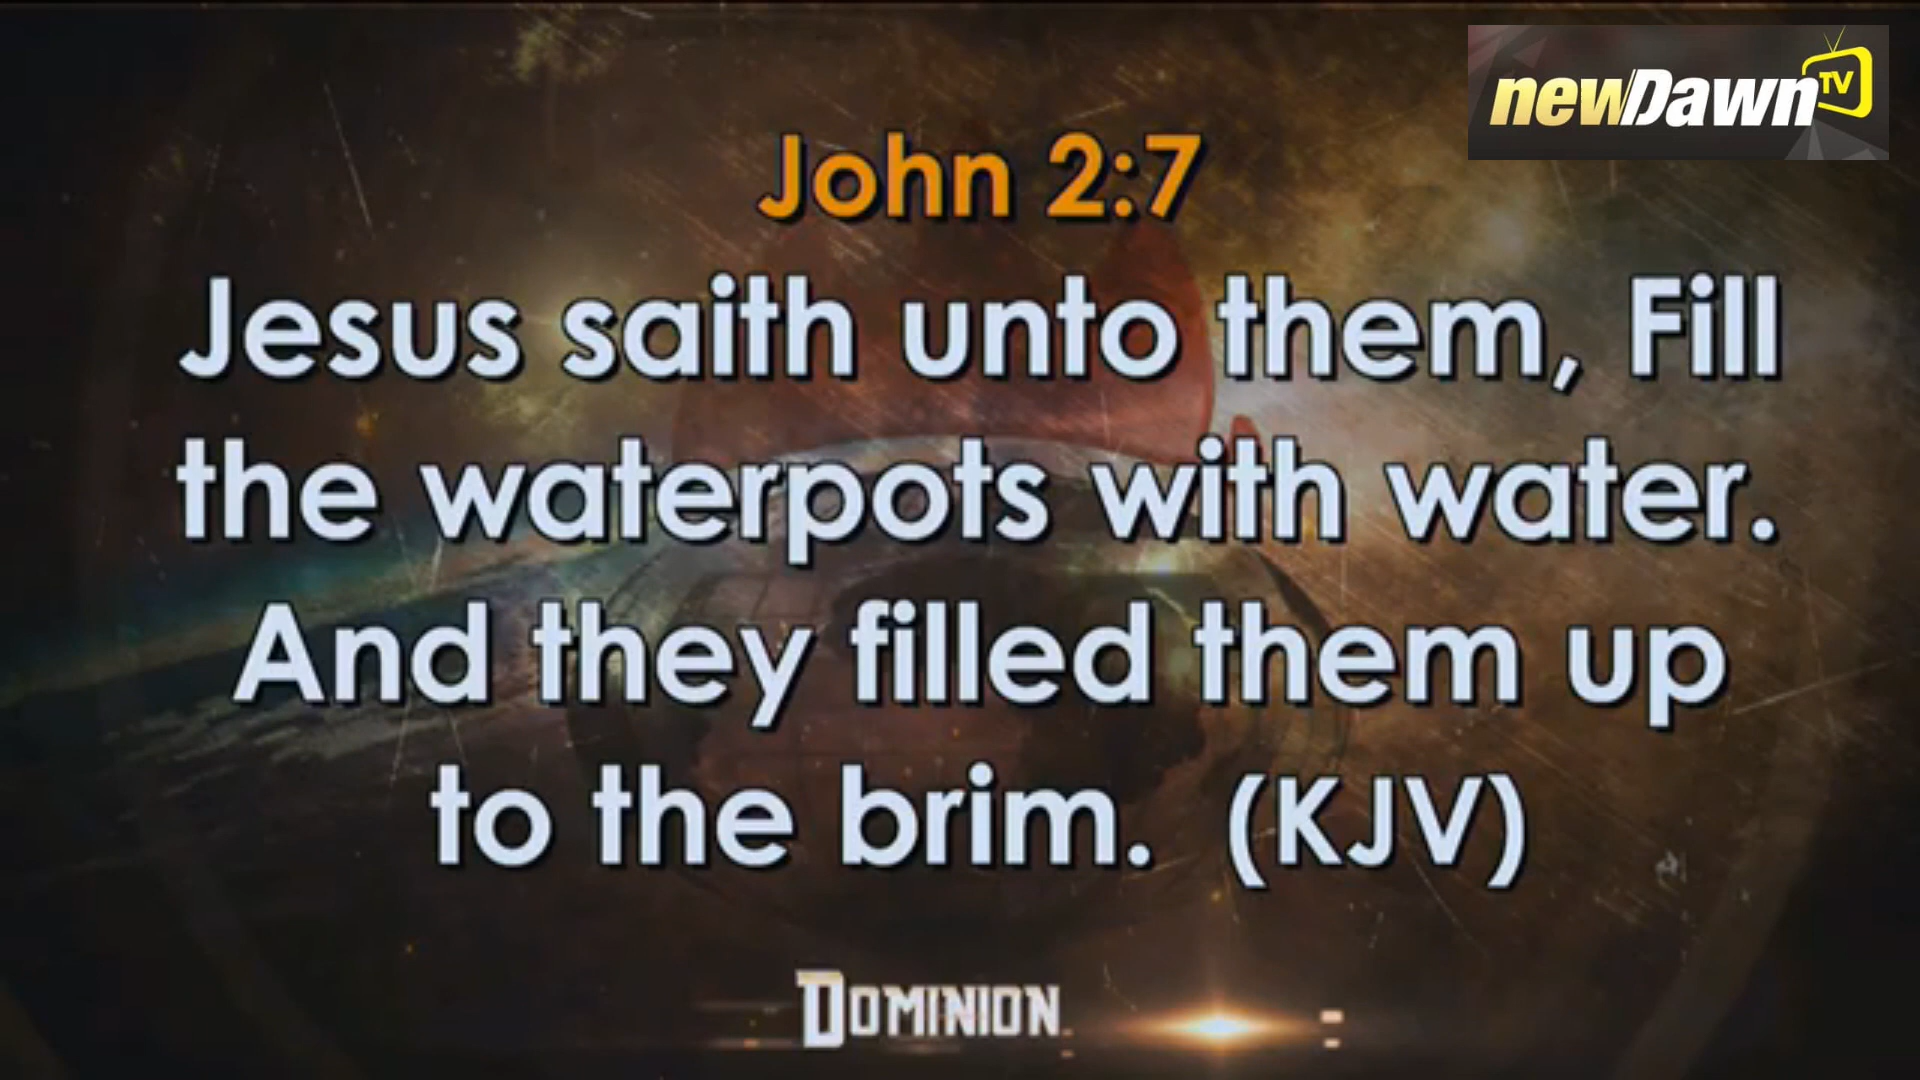 newDawn TV
John 2:7
Jesus saith unto them, Fill
the waterpots with water.
And they filled them up
to the brim. (KJV)
DOMINION